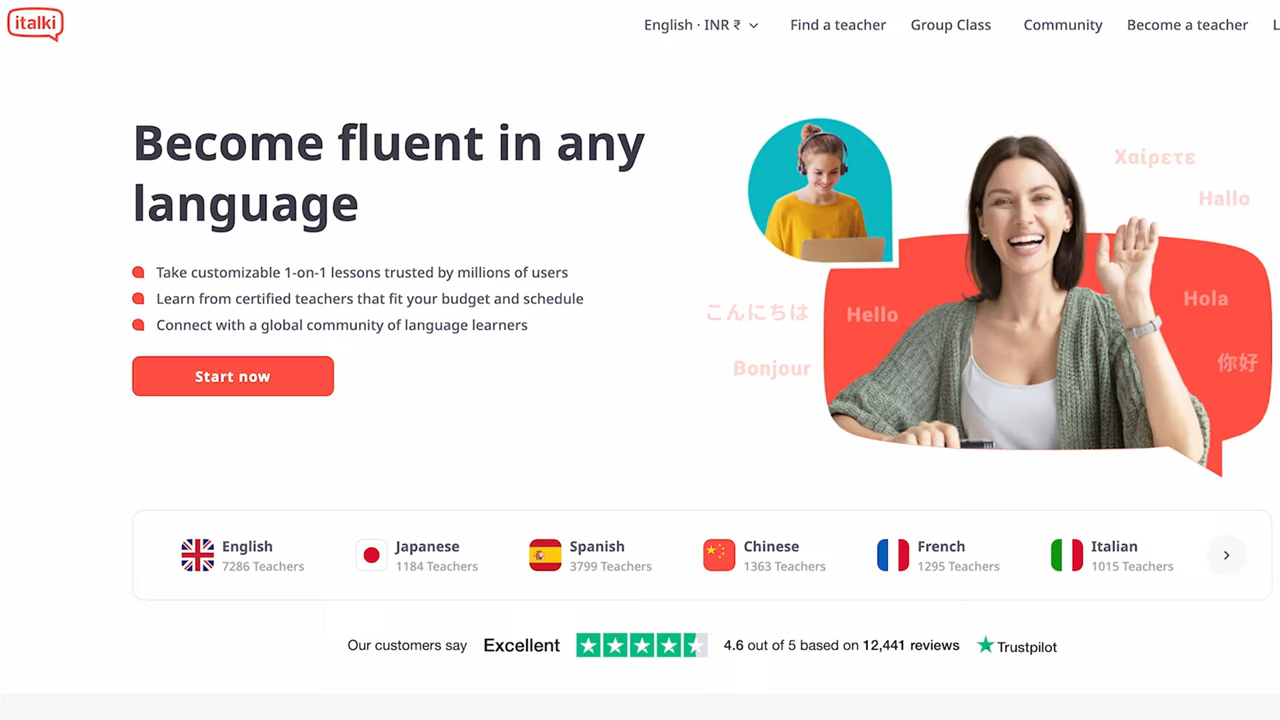 italki
English · INR ₹
Find a teacher
Group Class
Community
Become a teacher
Become fluent in any
language
Take customizable 1-on-1 lessons trusted by millions of users
Learn from certified teachers that fit your budget and schedule
Connect with a global community of language learners
Start now
Χαίρετε
Hallo
こんにちは
Hello
Hola
Bonjour
你好
English
7286 Teachers
Japanese
1184 Teachers
Spanish
3799 Teachers
Chinese
1363 Teachers
French
1295 Teachers
Italian
1015 Teachers
Our customers say Excellent 4.6 out of 5 based on 12,441 reviews Trustpilot